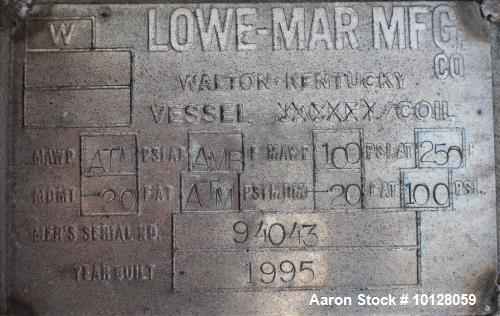 W LOWE-MAR MFG
CO
WALTON·KENTUCKY
VESSEL XXXXXX/COIL
MAWP ATM PSI AT AMB F MAWP 100 PSI AT 250 F
MDMT -20 F AT ATM PSI MDMT -20 F AT 100 PSI.
MFR'S SERIAL NO. 94043
YEAR BUILT 1995
Aaron Stock # 10128059